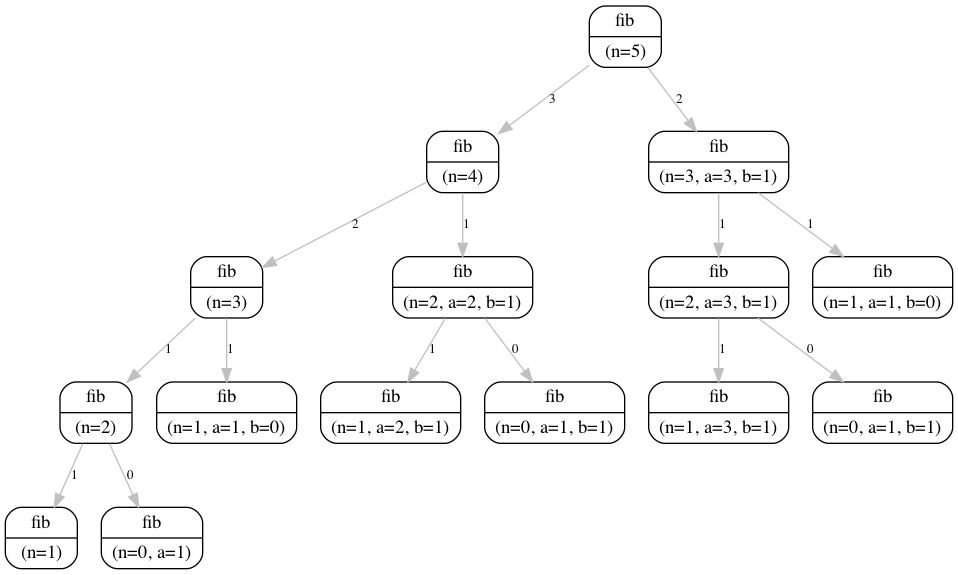 fib
(n=5)
3
2
fib
(n=4)
fib
(n=3, a=3, b=1)
2
1
1
1
fib
(n=3)
fib
(n=2, a=2, b=1)
fib
(n=2, a=3, b=1)
fib
(n=1, a=1, b=0)
1
1
1
0
1
0
fib
(n=2)
fib
(n=1, a=1, b=0)
fib
(n=1, a=2, b=1)
fib
(n=0, a=1, b=1)
fib
(n=1, a=3, b=1)
fib
(n=0, a=1, b=1)
1
0
fib
(n=1)
fib
(n=0, a=1)